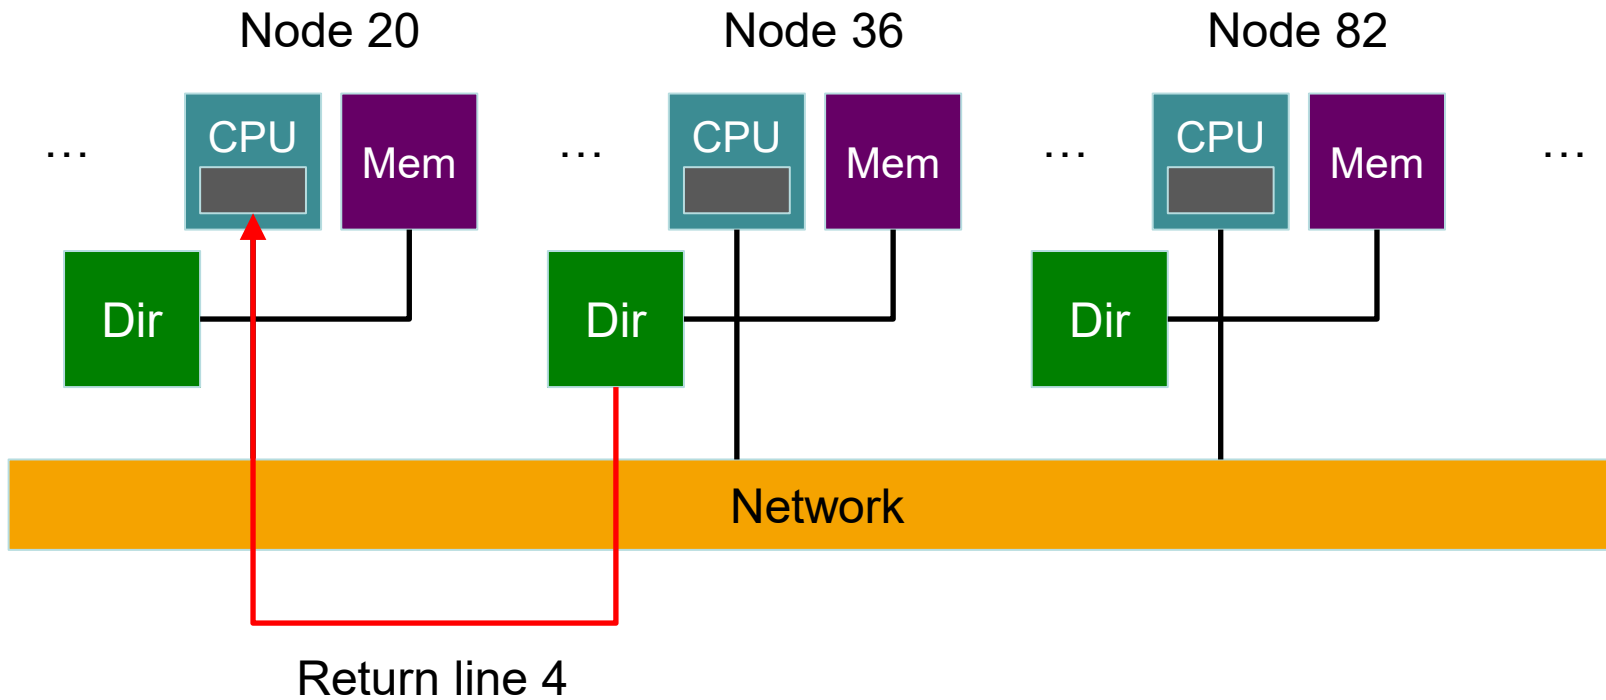 Node 20
Node 36
Node 82
... CPU Mem ... CPU Mem ... CPU Mem ...
Dir Dir Dir
Network
Return line 4